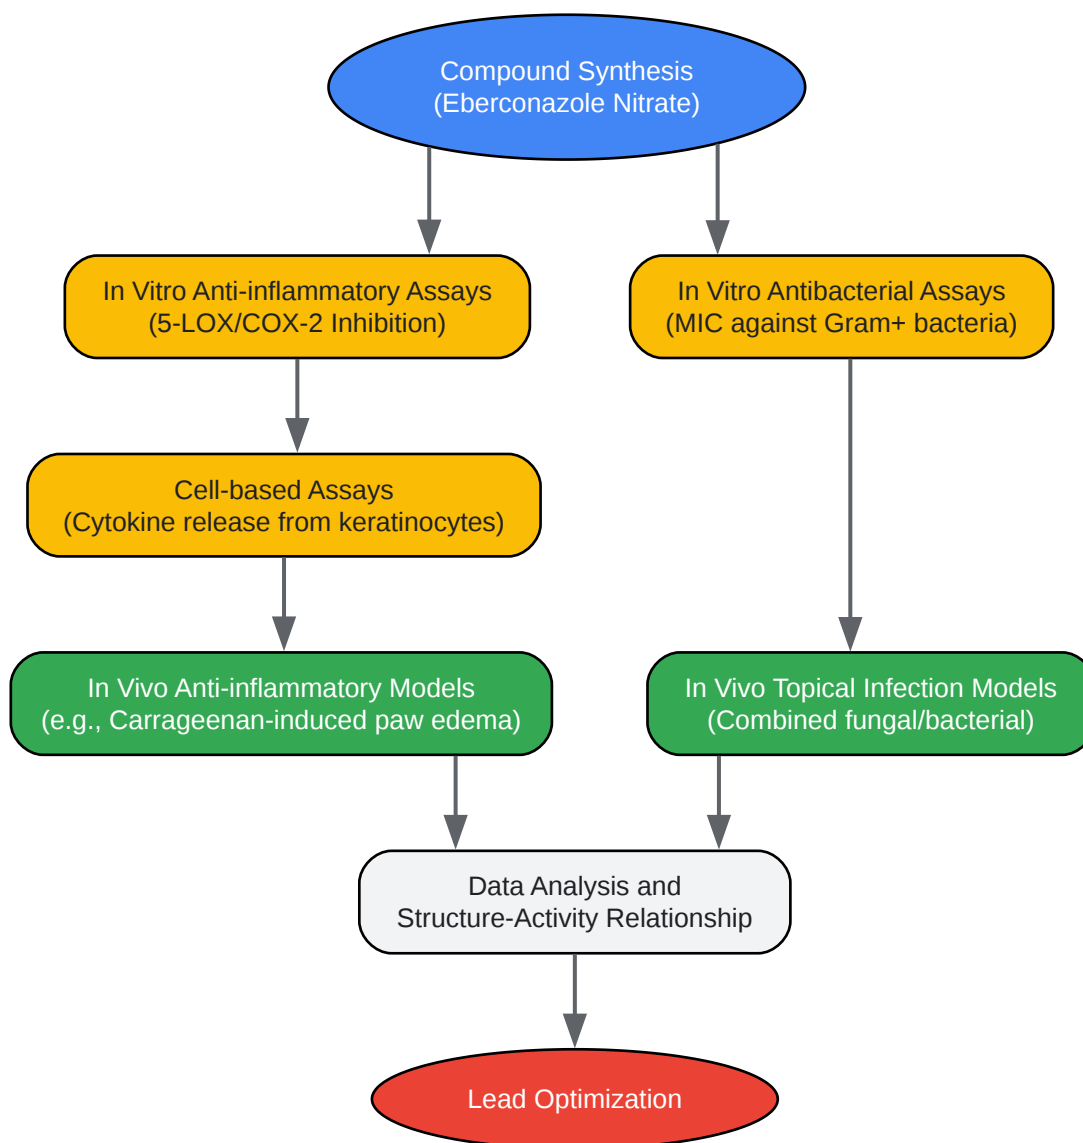 Compound Synthesis
(Eberconazole Nitrate)
In Vitro Anti-inflammatory Assays
(5-LOX/COX-2 Inhibition)
In Vitro Antibacterial Assays
(MIC against Gram+ bacteria)
Cell-based Assays
(Cytokine release from keratinocytes)
In Vivo Anti-inflammatory Models
(e.g., Carrageenan-induced paw edema)
In Vivo Topical Infection Models
(Combined fungal/bacterial)
Data Analysis and
Structure-Activity Relationship
Lead Optimization